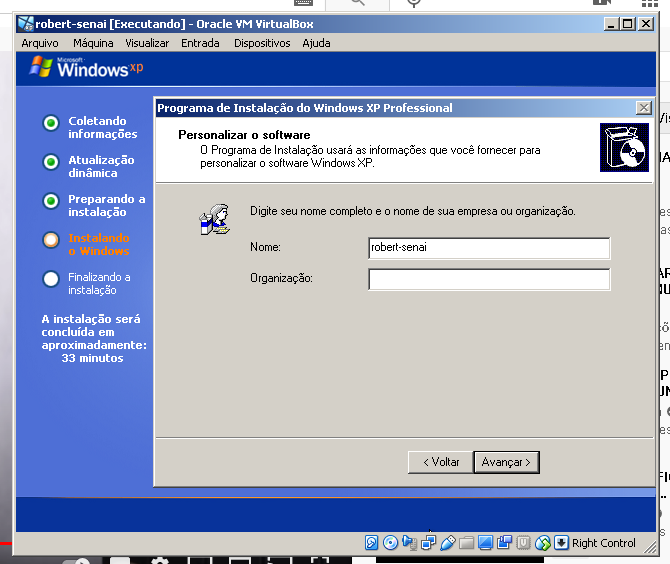 robert-senai [Executando] - Oracle VM VirtualBox
Arquivo Máquina Visualizar Entrada Dispositivos Ajuda
Microsoft
Windows xp
Coletando
informações
Atualização
dinâmica
Preparando a
instalação
Instalando
o Windows
Finalizando a
instalação
A instalação será
concluída em
aproximadamente:
33 minutos
Programa de Instalação do Windows XP Professional
Personalizar o software
O Programa de Instalação usará as informações que você fornecer para
personalizar o software Windows XP.
Digite seu nome completo e o nome de sua empresa ou organização.
Nome: robert-senai
Organização:
< Voltar Avançar >
Right Control